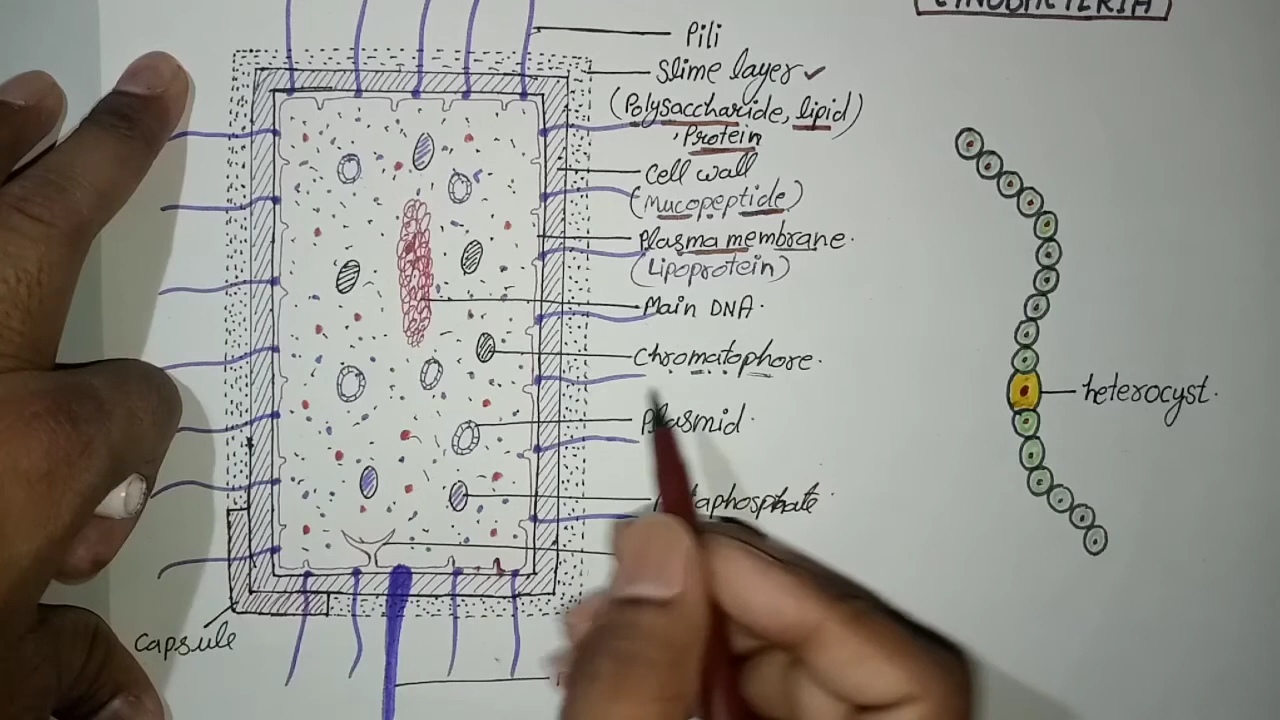 Pili
Slime layer ✓
(Polysaccharide, lipid)
, Protein
Cell wall
(Mucopeptide)
Plasma membrane.
(Lipoprotein)
Main DNA.
Chromatophore.
Plasmid.
Capsule
heterocyst.